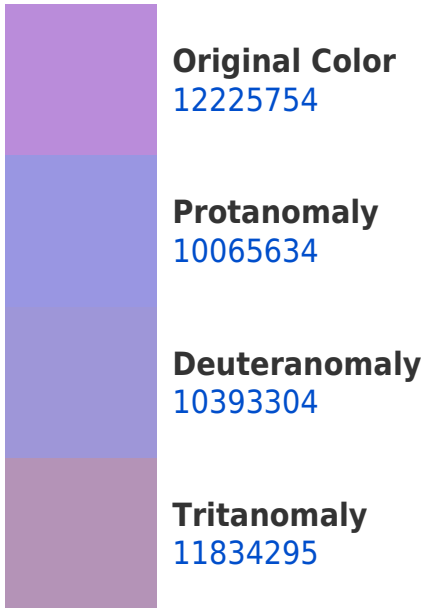 Original Color
12225754
Protanomaly
10065634
Deuteranomaly
10393304
Tritanomaly
11834295